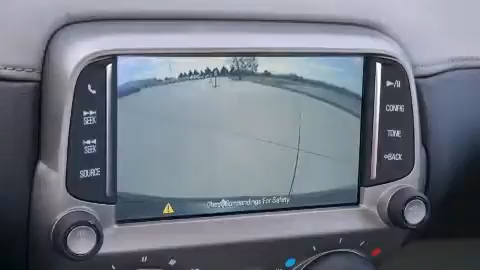 SEEK
SEEK
SOURCE
Check Surroundings For Safety
CONFIG
TONE
BACK